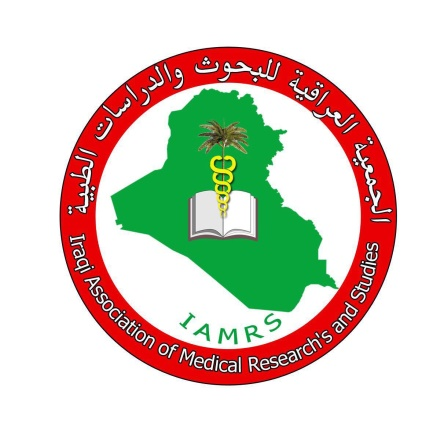 الجمعية العراقية للبحوث والدراسات الطبية
IAMRS
Iraqi Association of Medical Research's and Studies